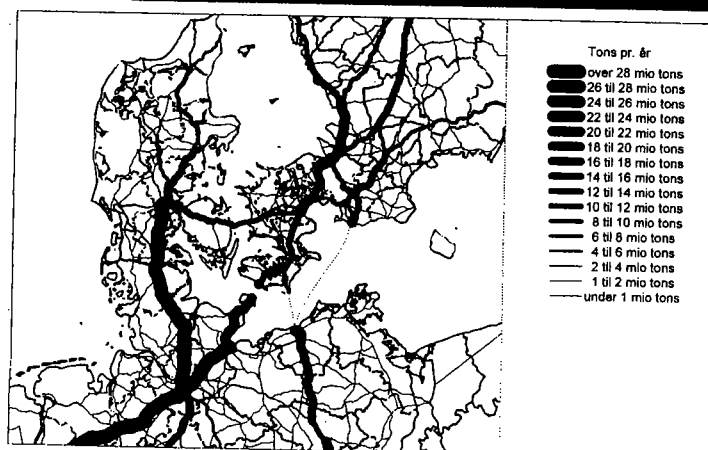 Tons pr. år
over 28 mio tons
26 til 28 mio tons
24 til 26 mio tons
22 til 24 mio tons
20 til 22 mio tons
18 til 20 mio tons
16 til 18 mio tons
14 til 16 mio tons
12 til 14 mio tons
10 til 12 mio tons
8 til 10 mio tons
6 til 8 mio tons
4 til 6 mio tons
2 til 4 mio tons
1 til 2 mio tons
under 1 mio tons